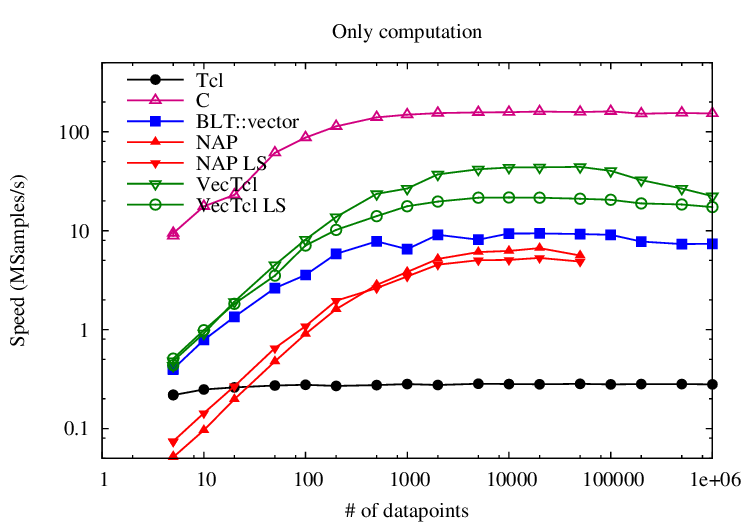 Only computation
Tcl
C
BLT::vector
NAP
NAP LS
VecTcl
VecTcl LS
Speed (MSamples/s)
100
10
1
0.1
1 10 100 1000 10000 100000 1e+06
# of datapoints